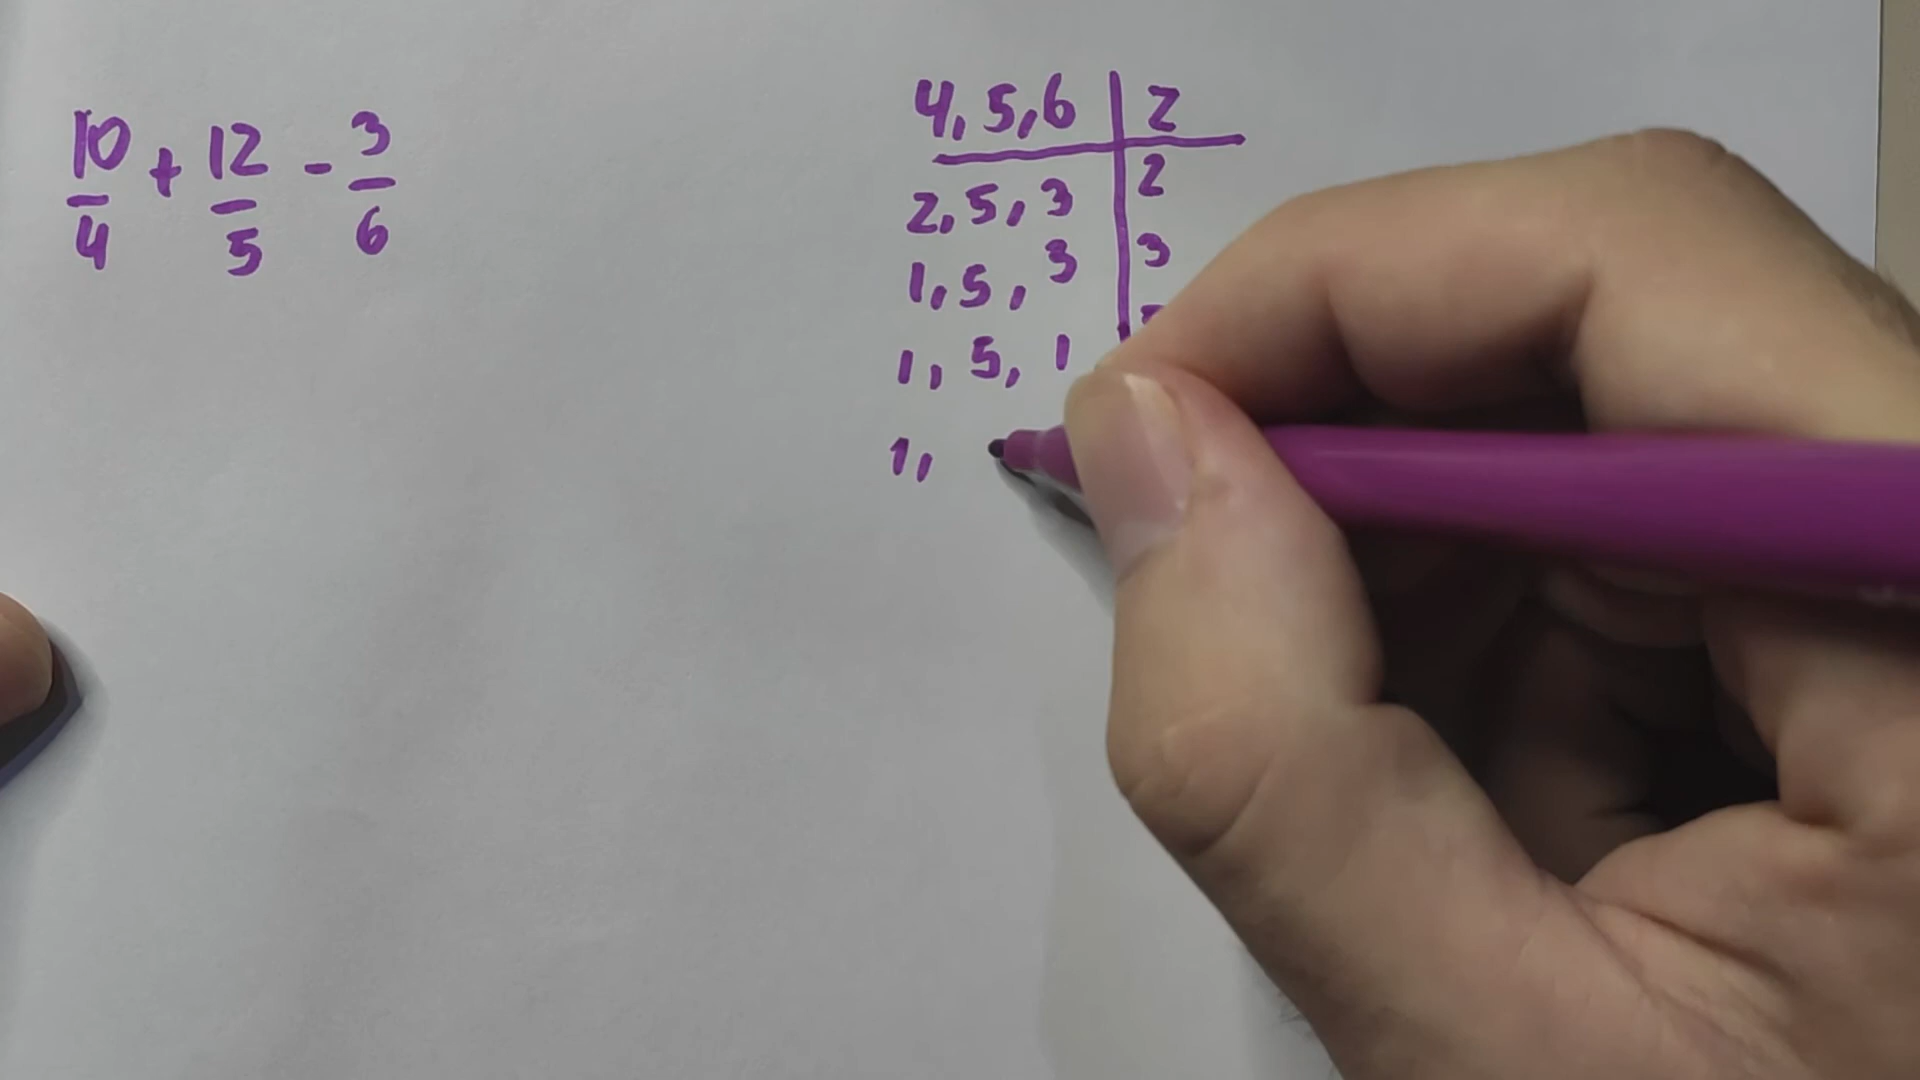 10/4 + 12/5 - 3/6
4, 5, 6 | 2
2, 5, 3 | 2
1, 5, 3 | 3
1, 5, 1
1,